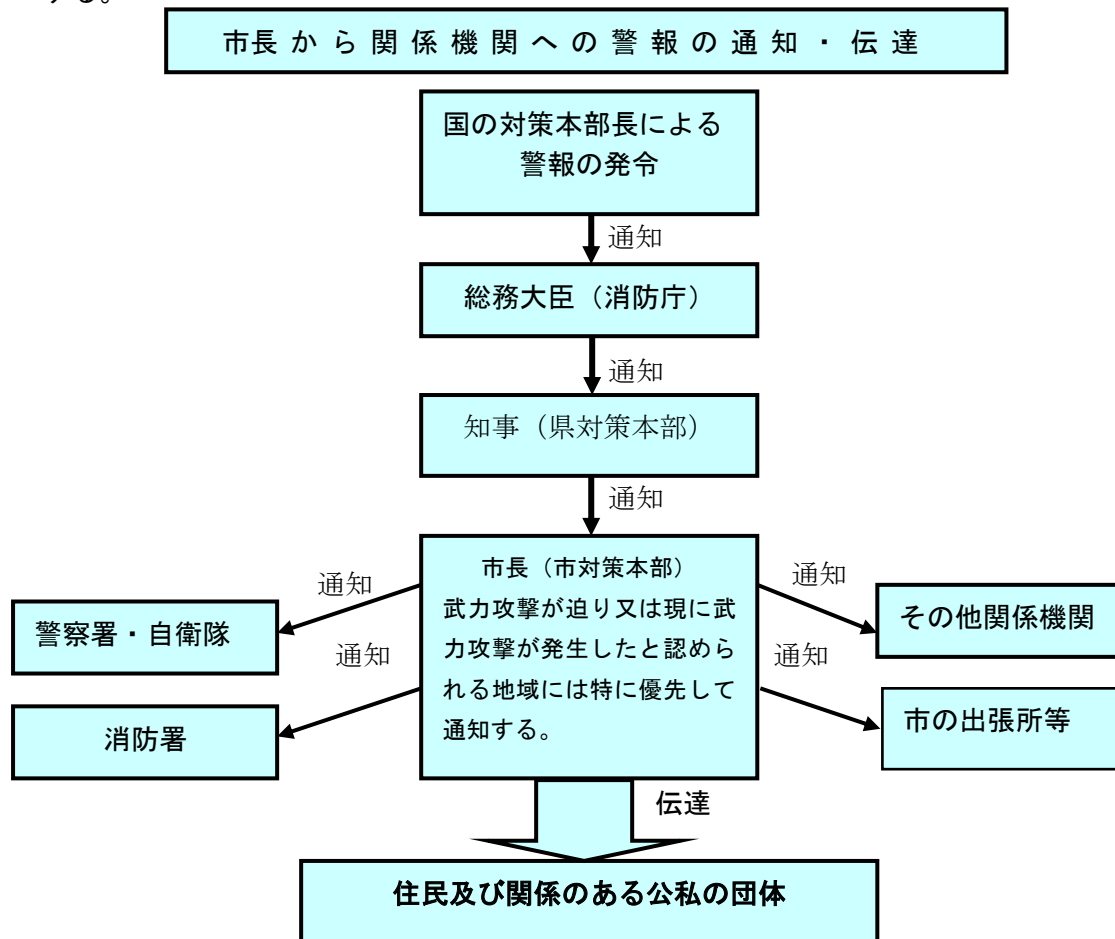 する。
市長から関係機関への警報の通知・伝達
国の対策本部長による
警報の発令
通知
総務大臣（消防庁）
通知
知事（県対策本部）
通知
市長（市対策本部）
武力攻撃が迫り又は現に武
力攻撃が発生したと認めら
れる地域には特に優先して
通知する。
通知
警察署・自衛隊
通知
消防署
通知
その他関係機関
通知
市の出張所等
伝達
住民及び関係のある公私の団体